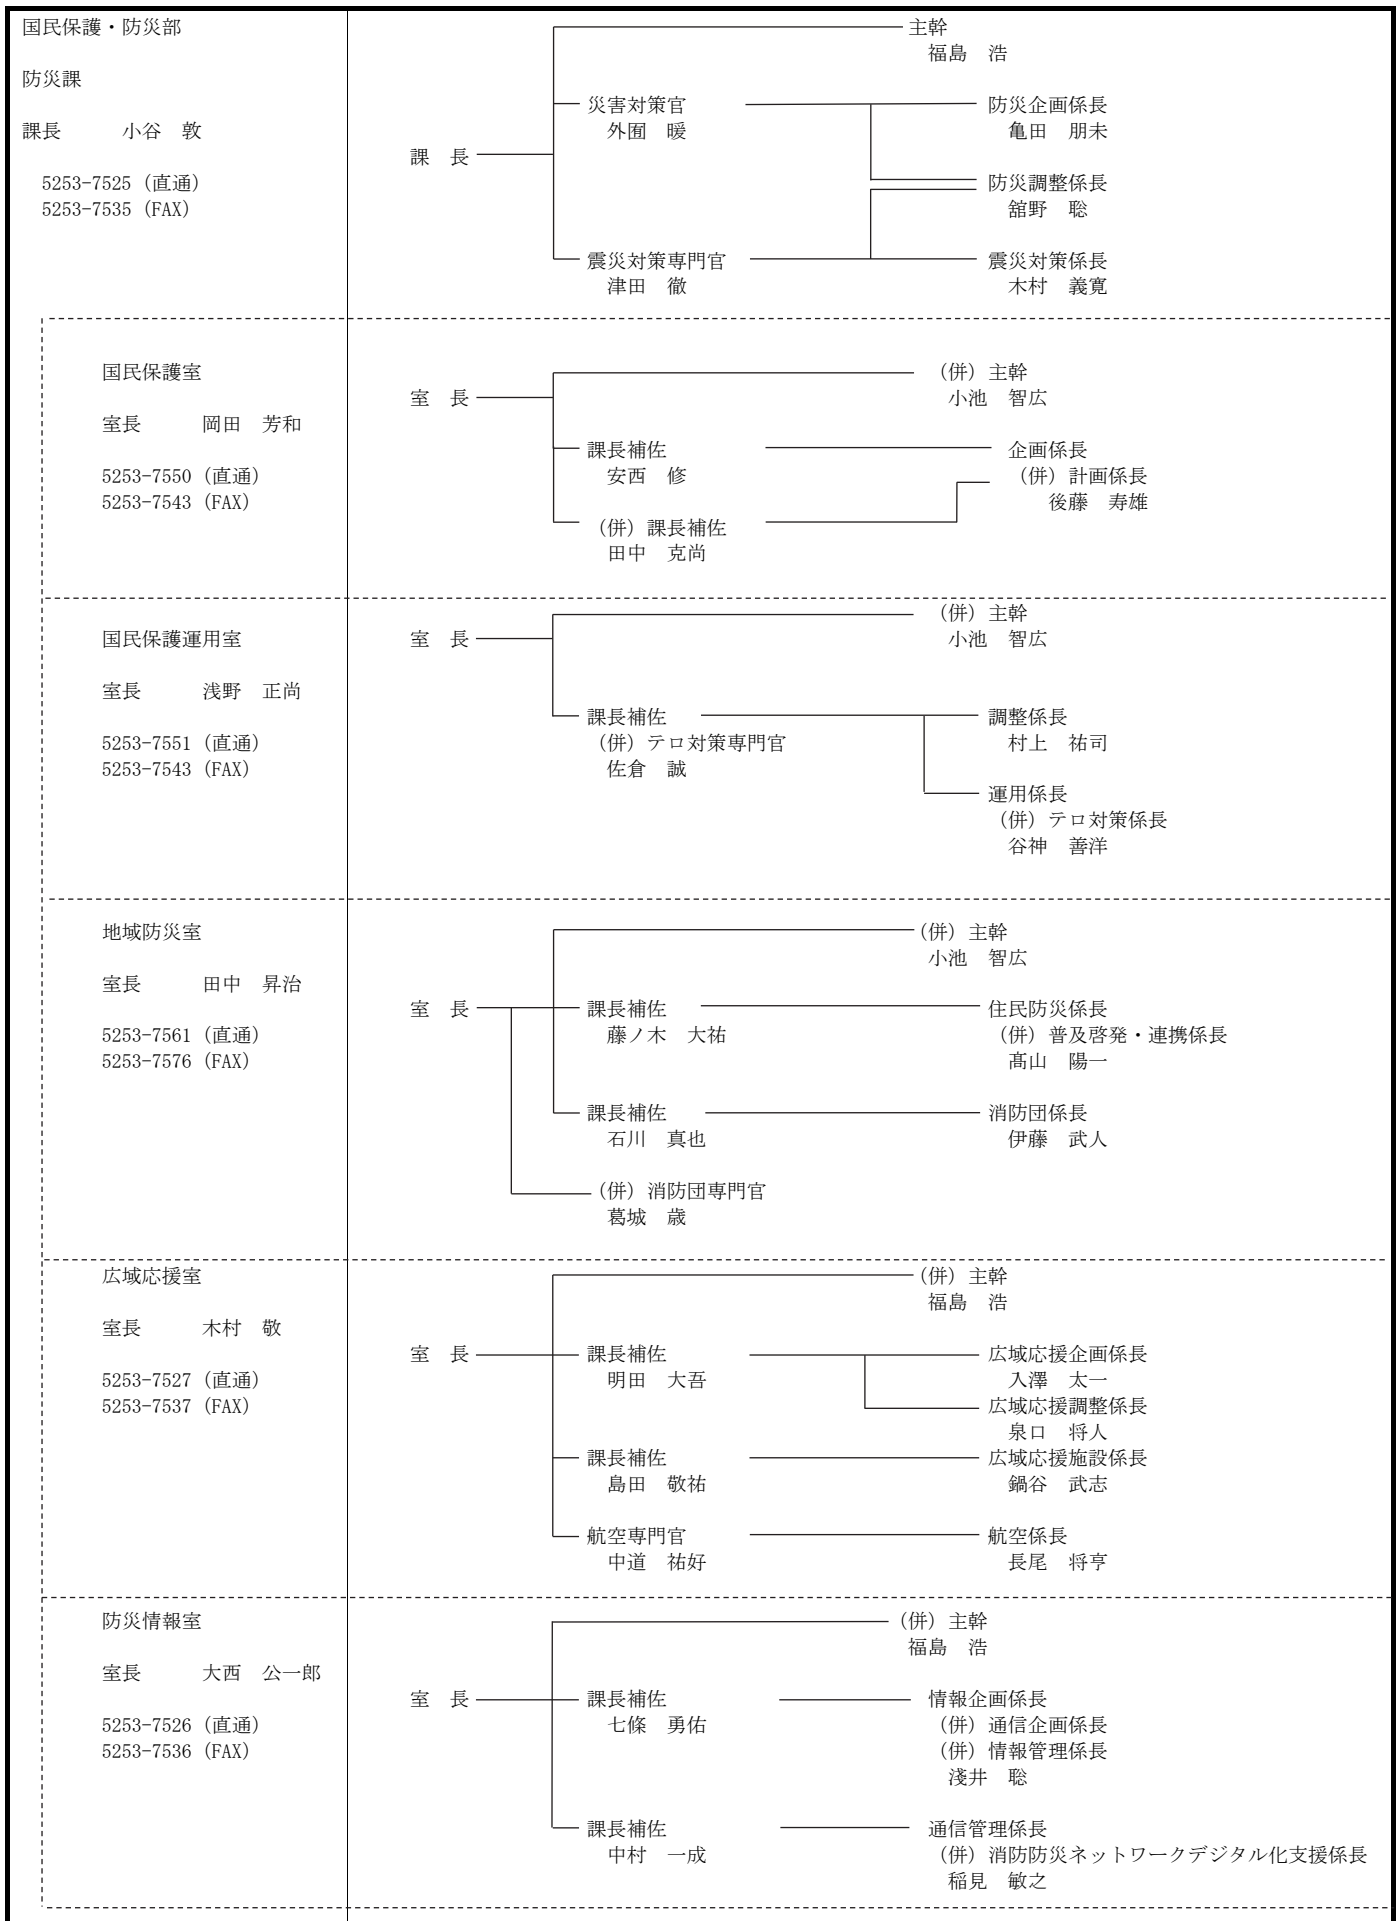 国民保護・防災部
防災課
課長　　　小谷　敦
5253-7525（直通）
5253-7535（FAX）
課　長
主幹
福島　浩
災害対策官
外囿　暖
防災企画係長
亀田　朋未
防災調整係長
舘野　聡
震災対策専門官
津田　徹
震災対策係長
木村　義寛
国民保護室
室長　　　岡田　芳和
5253-7550（直通）
5253-7543（FAX）
室　長
（併）主幹
小池　智広
課長補佐
安西　修
企画係長
（併）計画係長
後藤　寿雄
（併）課長補佐
田中　克尚
国民保護運用室
室長　　　浅野　正尚
5253-7551（直通）
5253-7543（FAX）
室　長
（併）主幹
小池　智広
課長補佐
（併）テロ対策専門官
佐倉　誠
調整係長
村上　祐司
運用係長
（併）テロ対策係長
谷神　善洋
地域防災室
室長　　　田中　昇治
5253-7561（直通）
5253-7576（FAX）
室　長
（併）主幹
小池　智広
課長補佐
藤ノ木　大祐
住民防災係長
（併）普及啓発・連携係長
髙山　陽一
課長補佐
石川　真也
消防団係長
伊藤　武人
（併）消防団専門官
葛城　歳
広域応援室
室長　　　木村　敬
5253-7527（直通）
5253-7537（FAX）
室　長
（併）主幹
福島　浩
課長補佐
明田　大吾
広域応援企画係長
入澤　太一
広域応援調整係長
泉口　将人
課長補佐
島田　敬祐
広域応援施設係長
鍋谷　武志
航空専門官
中道　祐好
航空係長
長尾　将亨
防災情報室
室長　　　大西　公一郎
5253-7526（直通）
5253-7536（FAX）
室　長
（併）主幹
福島　浩
課長補佐
七條　勇佑
情報企画係長
（併）通信企画係長
（併）情報管理係長
淺井　聡
課長補佐
中村　一成
通信管理係長
（併）消防防災ネットワークデジタル化支援係長
稲見　敏之